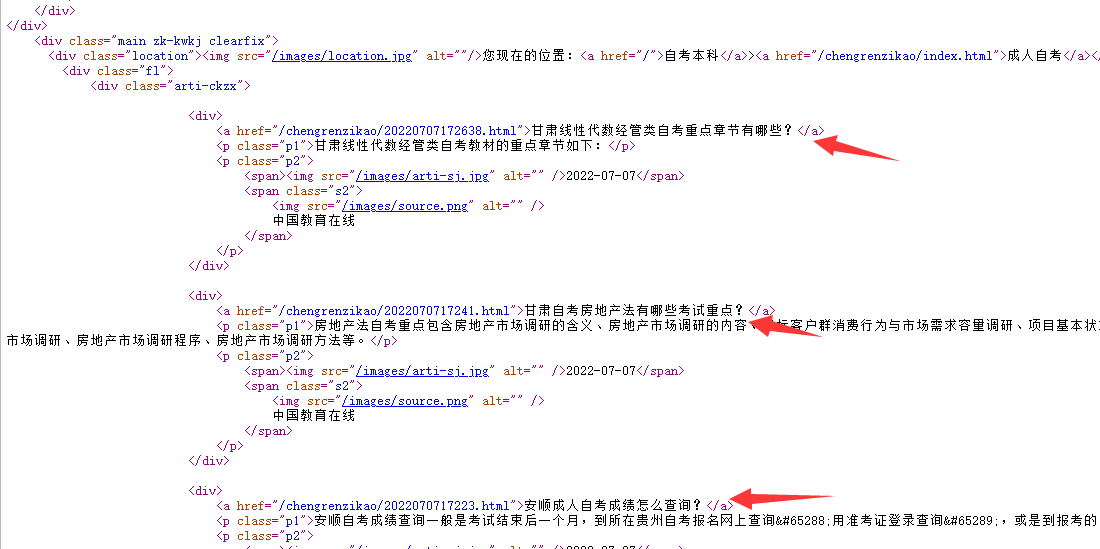 </div>
</div>
<div class="main zk-kwkj clearfix">
<div class="location"><img src="/images/location.jpg" alt=""/>您现在的位置：<a href="/">自考本科</a>><a href="/chengrenzikao/index.html">成人自考</a><
<div class="fl">
<div class="arti-ckzx">
<div>
<a href="/chengrenzikao/20220707172638.html">甘肃线性代数经管类自考重点章节有哪些？</a>
<p class="p1">甘肃线性代数经管类自考教材的重点章节如下：</p>
<p class="p2">
<span><img src="/images/arti-sj.jpg" alt="" />2022-07-07</span>
<span class="s2">
<img src="/images/source.png" alt="" />
中国教育在线
</span>
</p>
</div>
<div>
<a href="/chengrenzikao/2022070717241.html">甘肃自考房地产法有哪些考试重点？</a>
<p class="p1">房地产法自考重点包含房地产市场调研的含义、房地产市场调研的内容、标客户群消费行为与市场需求容量调研、项目基本状
市场调研、房地产市场调研程序、房地产市场调研方法等。</p>
<p class="p2">
<span><img src="/images/arti-sj.jpg" alt="" />2022-07-07</span>
<span class="s2">
<img src="/images/source.png" alt="" />
中国教育在线
</span>
</p>
</div>
<div>
<a href="/chengrenzikao/2022070717223.html">安顺成人自考成绩怎么查询？</a>
<p class="p1">安顺自考成绩查询一般是考试结束后一个月，到所在贵州自考报名网上查询&#65288;用准考证登录查询&#65289;，或是到报考的
<p class="p2">